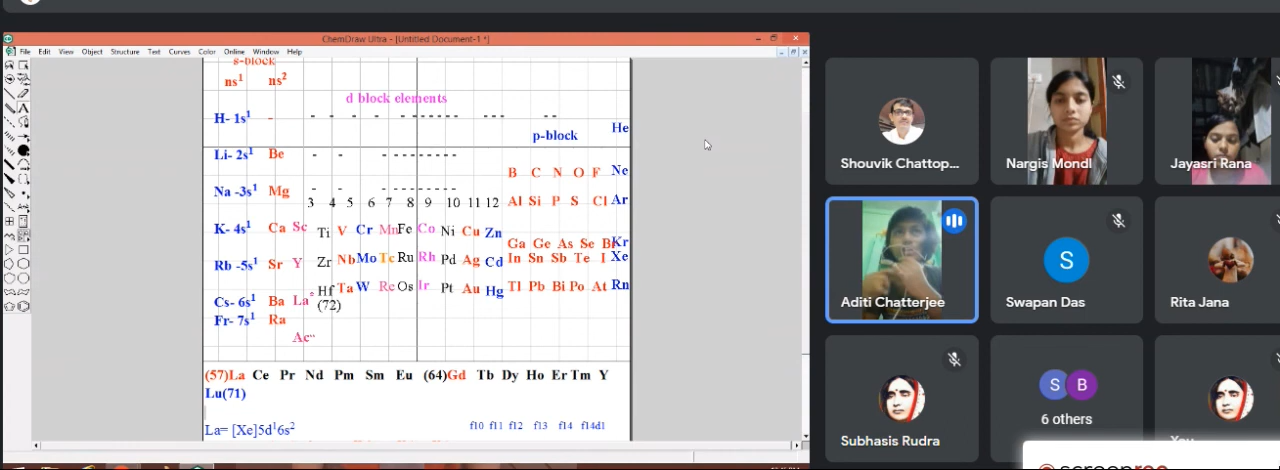 ChemDraw Ultra - [Untitled Document-1 *]
File Edit View Object Structure Text Curves Color Online Window Help
s-block
ns1 ns2
d block elements
H- 1s1 - - - - - - - - - - - - - - - - - - He
p-block
Li- 2s1 Be - - - - - - - - - - -
B C N O F Ne
Na -3s1 Mg - - - - - - - - - - -
3 4 5 6 7 8 9 10 11 12 Al Si P S Cl Ar
K- 4s1 Ca Sc Ti V Cr Mn Fe Co Ni Cu Zn
Ga Ge As Se Br Kr
Rb -5s1 Sr Y Zr Nb Mo Tc Ru Rh Pd Ag Cd In Sn Sb Te I Xe
Cs- 6s1 Ba La* Hf Ta W Re Os Ir Pt Au Hg Tl Pb Bi Po At Rn
(72)
Fr- 7s1 Ra
Ac**
(57)La Ce Pr Nd Pm Sm Eu (64)Gd Tb Dy Ho Er Tm Y
Lu(71)
La= [Xe]5d16s2 f10 f11 f12 f13 f14 f14d1
Shouvik Chattop...
Nargis Mondl
Jayasri Rana
Aditi Chatterjee
S
Swapan Das
Rita Jana
Subhasis Rudra
S B
6 others
You